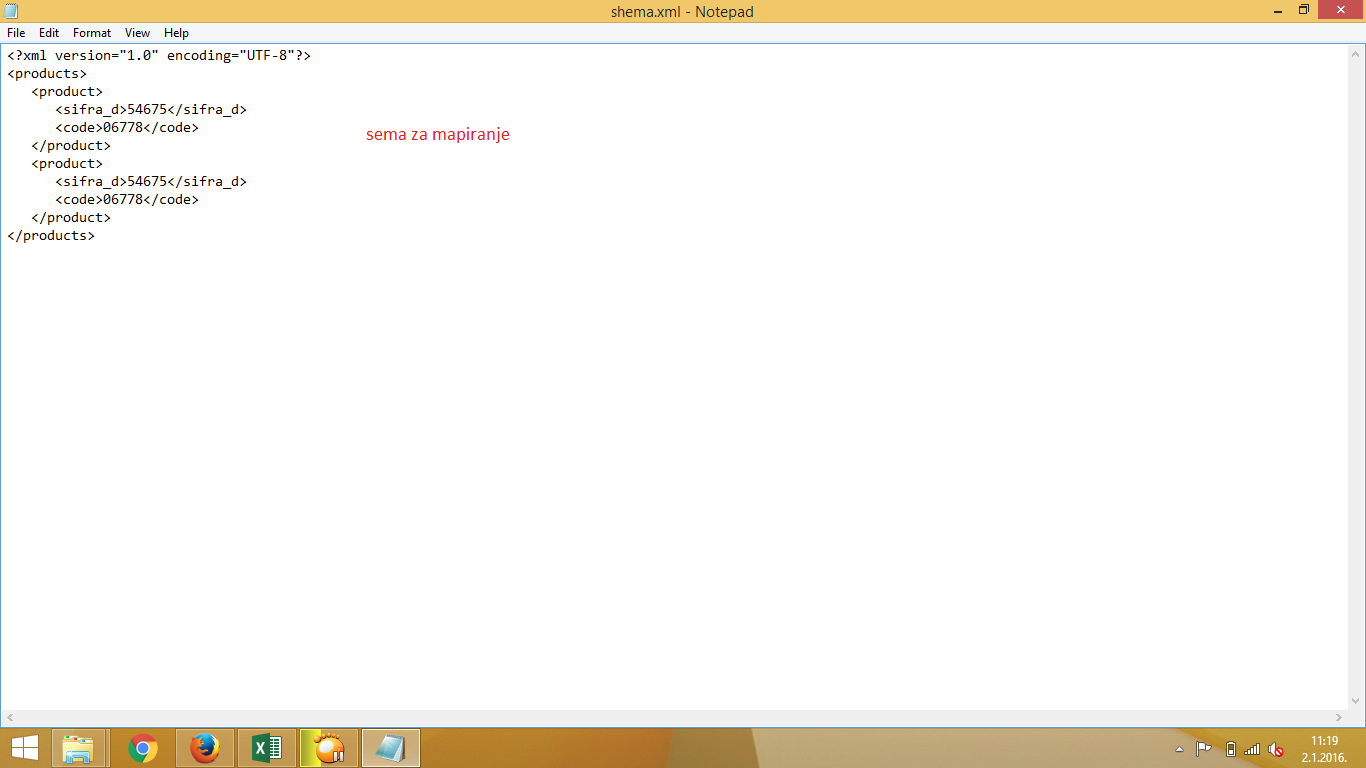 shema.xml - Notepad
File Edit Format View Help
<?xml version="1.0" encoding="UTF-8"?>
<products>
   <product>
      <sifra_d>54675</sifra_d>
      <code>06778</code>
   </product>
   <product>
      <sifra_d>54675</sifra_d>
      <code>06778</code>
   </product>
</products>
sema za mapiranje
11:19
2.1.2016.